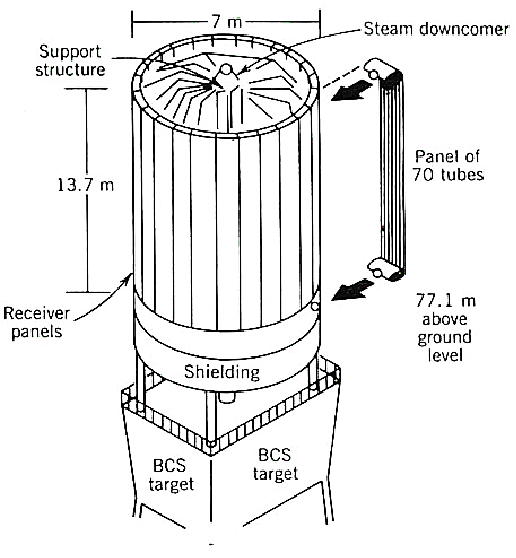 7 m
Steam downcomer
Support
structure
13.7 m
Panel of
70 tubes
Receiver
panels
77.1 m
above
ground
level
Shielding
BCS
target
BCS
target